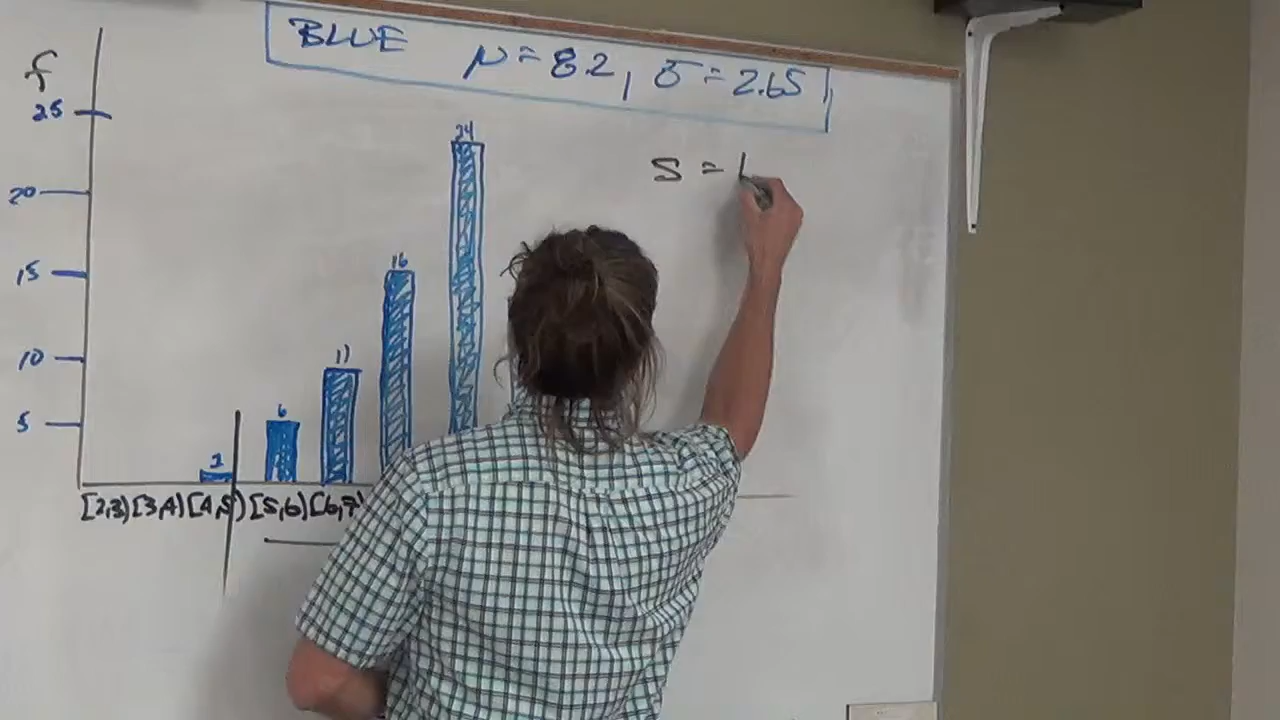 BLUE μ = 8.2, σ = 2.65
f
25
20
15
10
5
24
16
11
6
[2,3) [3,4) [4,5) [5,6) [6,7)
S =